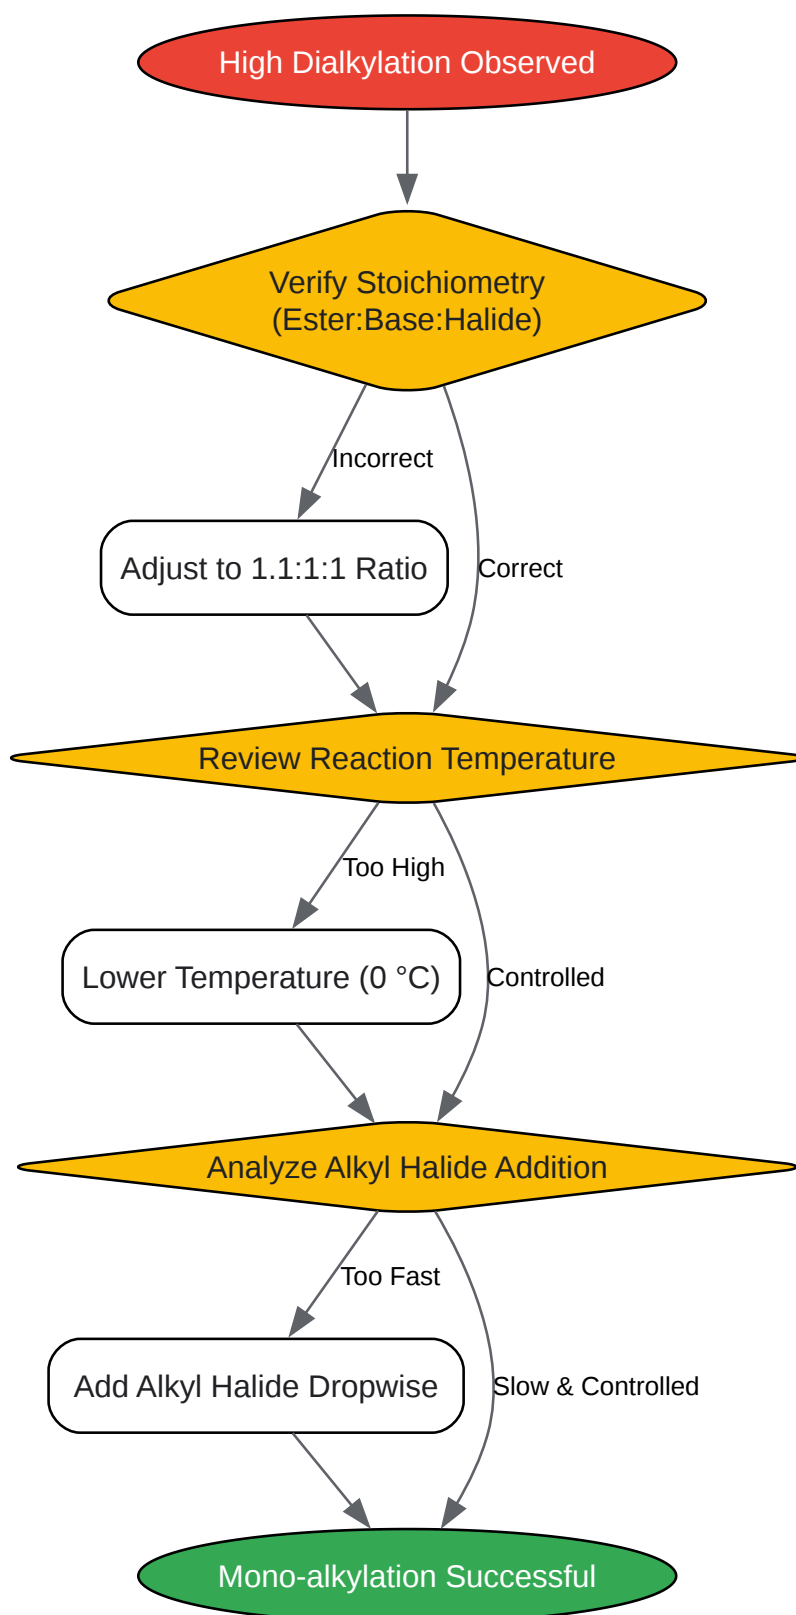 High Dialkylation Observed
Verify Stoichiometry
(Ester:Base:Halide)
Incorrect
Adjust to 1.1:1:1 Ratio
Correct
Review Reaction Temperature
Too High
Lower Temperature (0 °C)
Controlled
Analyze Alkyl Halide Addition
Too Fast
Add Alkyl Halide Dropwise
Slow & Controlled
Mono-alkylation Successful